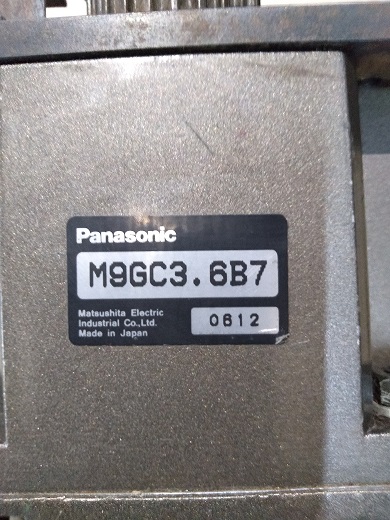 Panasonic
M9GC3.6B7
Matsushita Electric
Industrial Co.,Ltd.
Made in Japan
0612